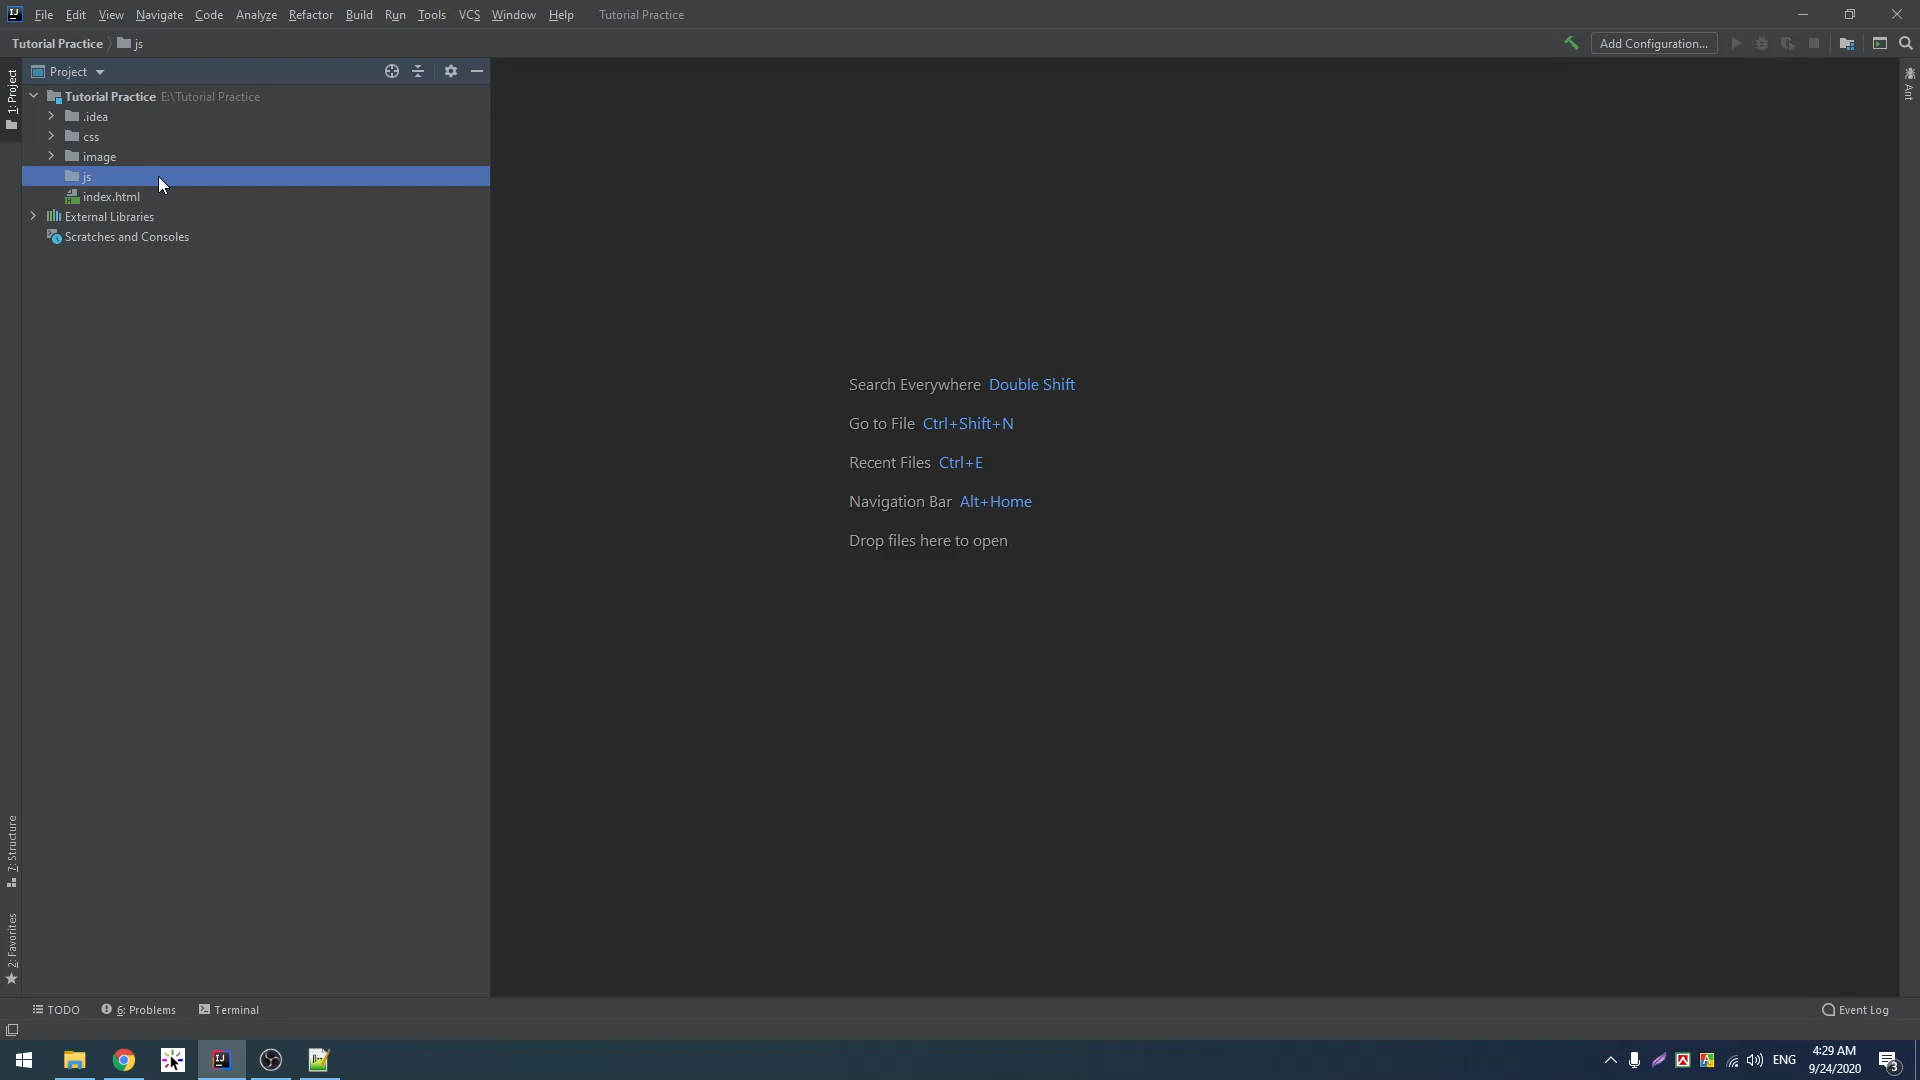 File Edit View Navigate Code Analyze Refactor Build Run Tools VCS Window Help Tutorial Practice
Tutorial Practice js
Add Configuration...
Project
1: Project
Tutorial Practice E:\Tutorial Practice
.idea
css
image
js
index.html
External Libraries
Scratches and Consoles
Ant
Search Everywhere Double Shift
Go to File Ctrl+Shift+N
Recent Files Ctrl+E
Navigation Bar Alt+Home
Drop files here to open
7: Structure
2: Favorites
TODO 6: Problems Terminal
Event Log
ENG
4:29 AM
9/24/2020
3